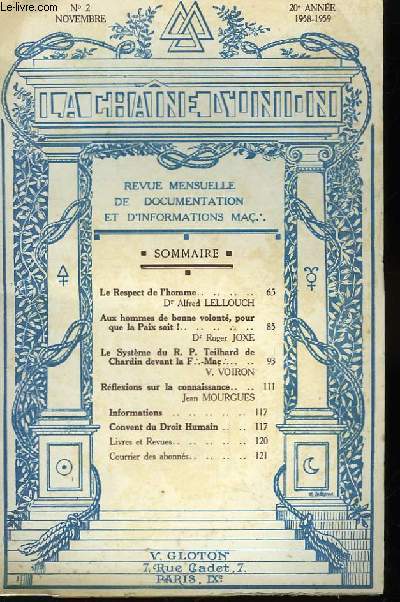 Le-livre.com
N° 2
NOVEMBRE
20e ANNÉE
1958-1959
LA CHAÎNE D'UNION
REVUE MENSUELLE
DE DOCUMENTATION
ET D'INFORMATIONS MAÇ∴
SOMMAIRE
Le Respect de l'homme.. .. .. .. 65
Dr Alfred LELLOUCH
Aux hommes de bonne volonté, pour
que la Paix soit !.. .. .. .. .. 85
Dr Roger JOXE
Le Système du R. P. Teilhard de
Chardin devant la F∴-Maç∴.. .. 93
V. VOIRON
Réflexions sur la connaissance.. .. 111
Jean MOURGUES
Informations .. .. .. .. .. 112
Convent du Droit Humain .. .. 117
Livres et Revues.. .. .. .. .. 120
Courrier des abonnés.. .. .. .. 121
V. GLOTON
7, Rue Cadet, 7.
PARIS, IXe